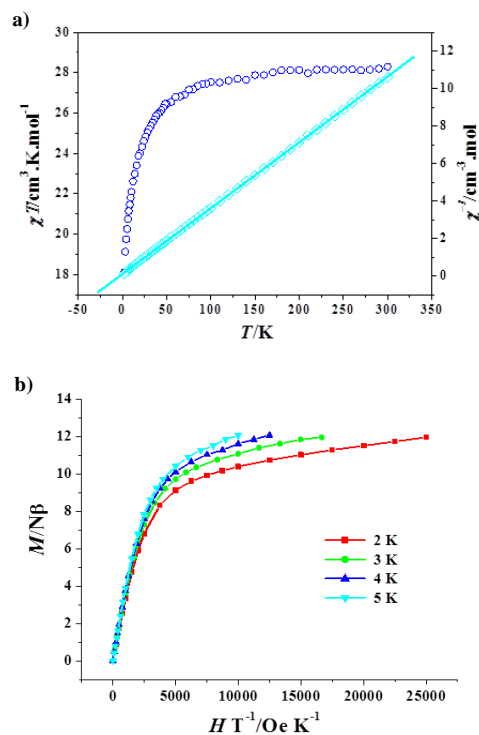 a)
30
28
26
24
22
20
18
χT/cm³.K.mol⁻¹
11
10
8
6
4
2
0
χ⁻¹/cm⁻³.mol
-50 0 50 100 150 200 250 300 350
T/K
b)
14
12
10
8
6
4
2
0
M/Nβ
2 K
3 K
4 K
5 K
0 5000 10000 15000 20000 25000
H T⁻¹/Oe K⁻¹